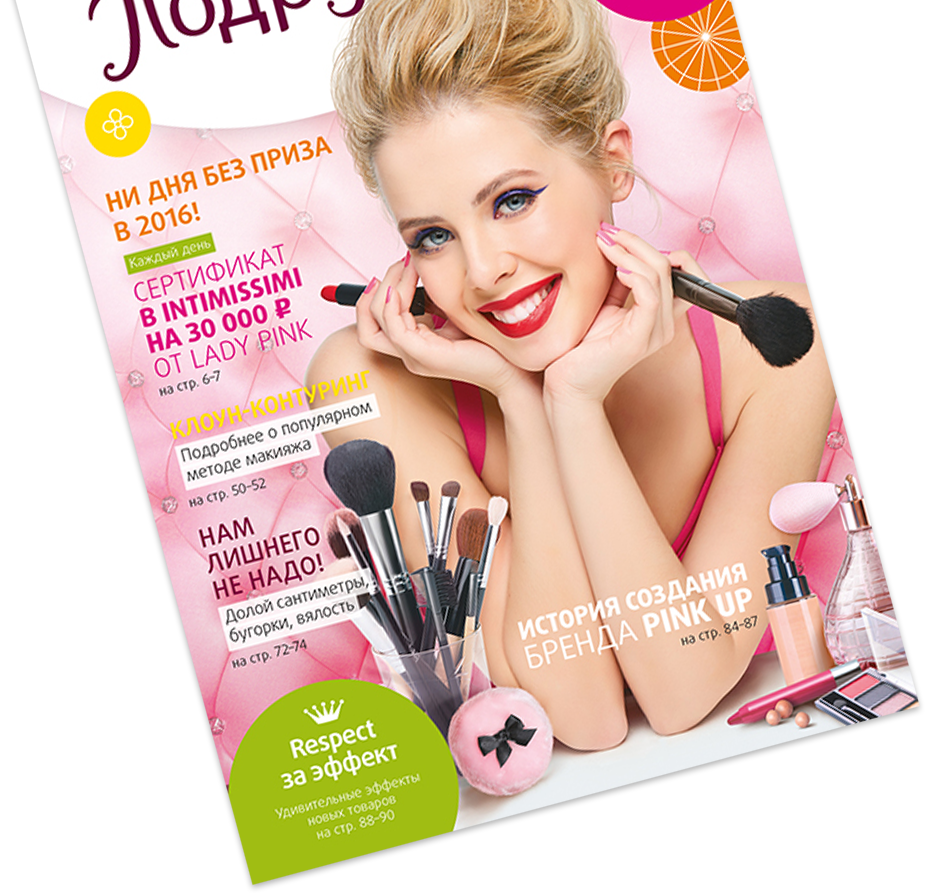 НИ ДНЯ БЕЗ ПРИЗА
В 2016!
Каждый день
СЕРТИФИКАТ
В INTIMISSIMI
НА 30 000 ₽
ОТ LADY PINK
на стр. 6–7
КЛОУН-КОНТУРИНГ
Подробнее о популярном
методе макияжа
на стр. 50–52
НАМ
ЛИШНЕГО
НЕ НАДО!
Долой сантиметры,
бугорки, вялость
на стр. 72–74
ИСТОРИЯ СОЗДАНИЯ
БРЕНДА PINK UP
на стр. 84–87
Respect
за эффект
Удивительные эффекты
новых товаров
на стр. 88–90